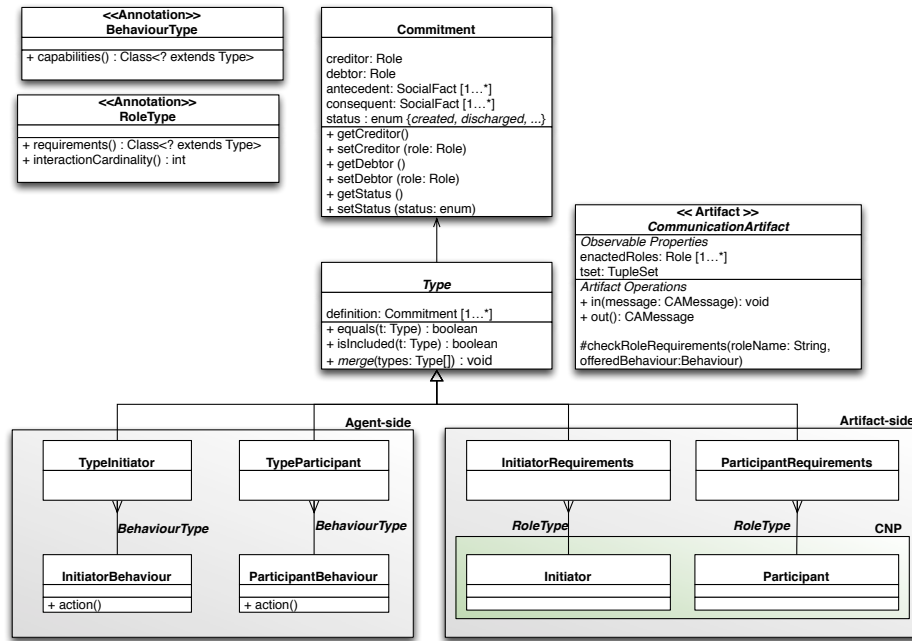 <<Annotation>>
BehaviourType
+ capabilities() : Class<? extends Type>
<<Annotation>>
RoleType
+ requirements() : Class<? extends Type>
+ interactionCardinality() : int
Commitment
creditor: Role
debtor: Role
antecedent: SocialFact [1...*]
consequent: SocialFact [1...*]
status : enum {created, discharged, ...}
+ getCreditor()
+ setCreditor (role: Role)
+ getDebtor ()
+ setDebtor (role: Role)
+ getStatus ()
+ setStatus (status: enum)
<< Artifact >>
CommunicationArtifact
Observable Properties
enactedRoles: Role [1...*]
tset: TupleSet
Artifact Operations
+ in(message: CAMessage): void
+ out(): CAMessage
#checkRoleRequirements(roleName: String,
offeredBehaviour:Behaviour)
Type
definition: Commitment [1...*]
+ equals(t: Type) : boolean
+ isIncluded(t: Type) : boolean
+ merge(types: Type[]) : void
Agent-side
TypeInitiator
TypeParticipant
BehaviourType
BehaviourType
InitiatorBehaviour
+ action()
ParticipantBehaviour
+ action()
Artifact-side
InitiatorRequirements
ParticipantRequirements
RoleType
RoleType
CNP
Initiator
Participant